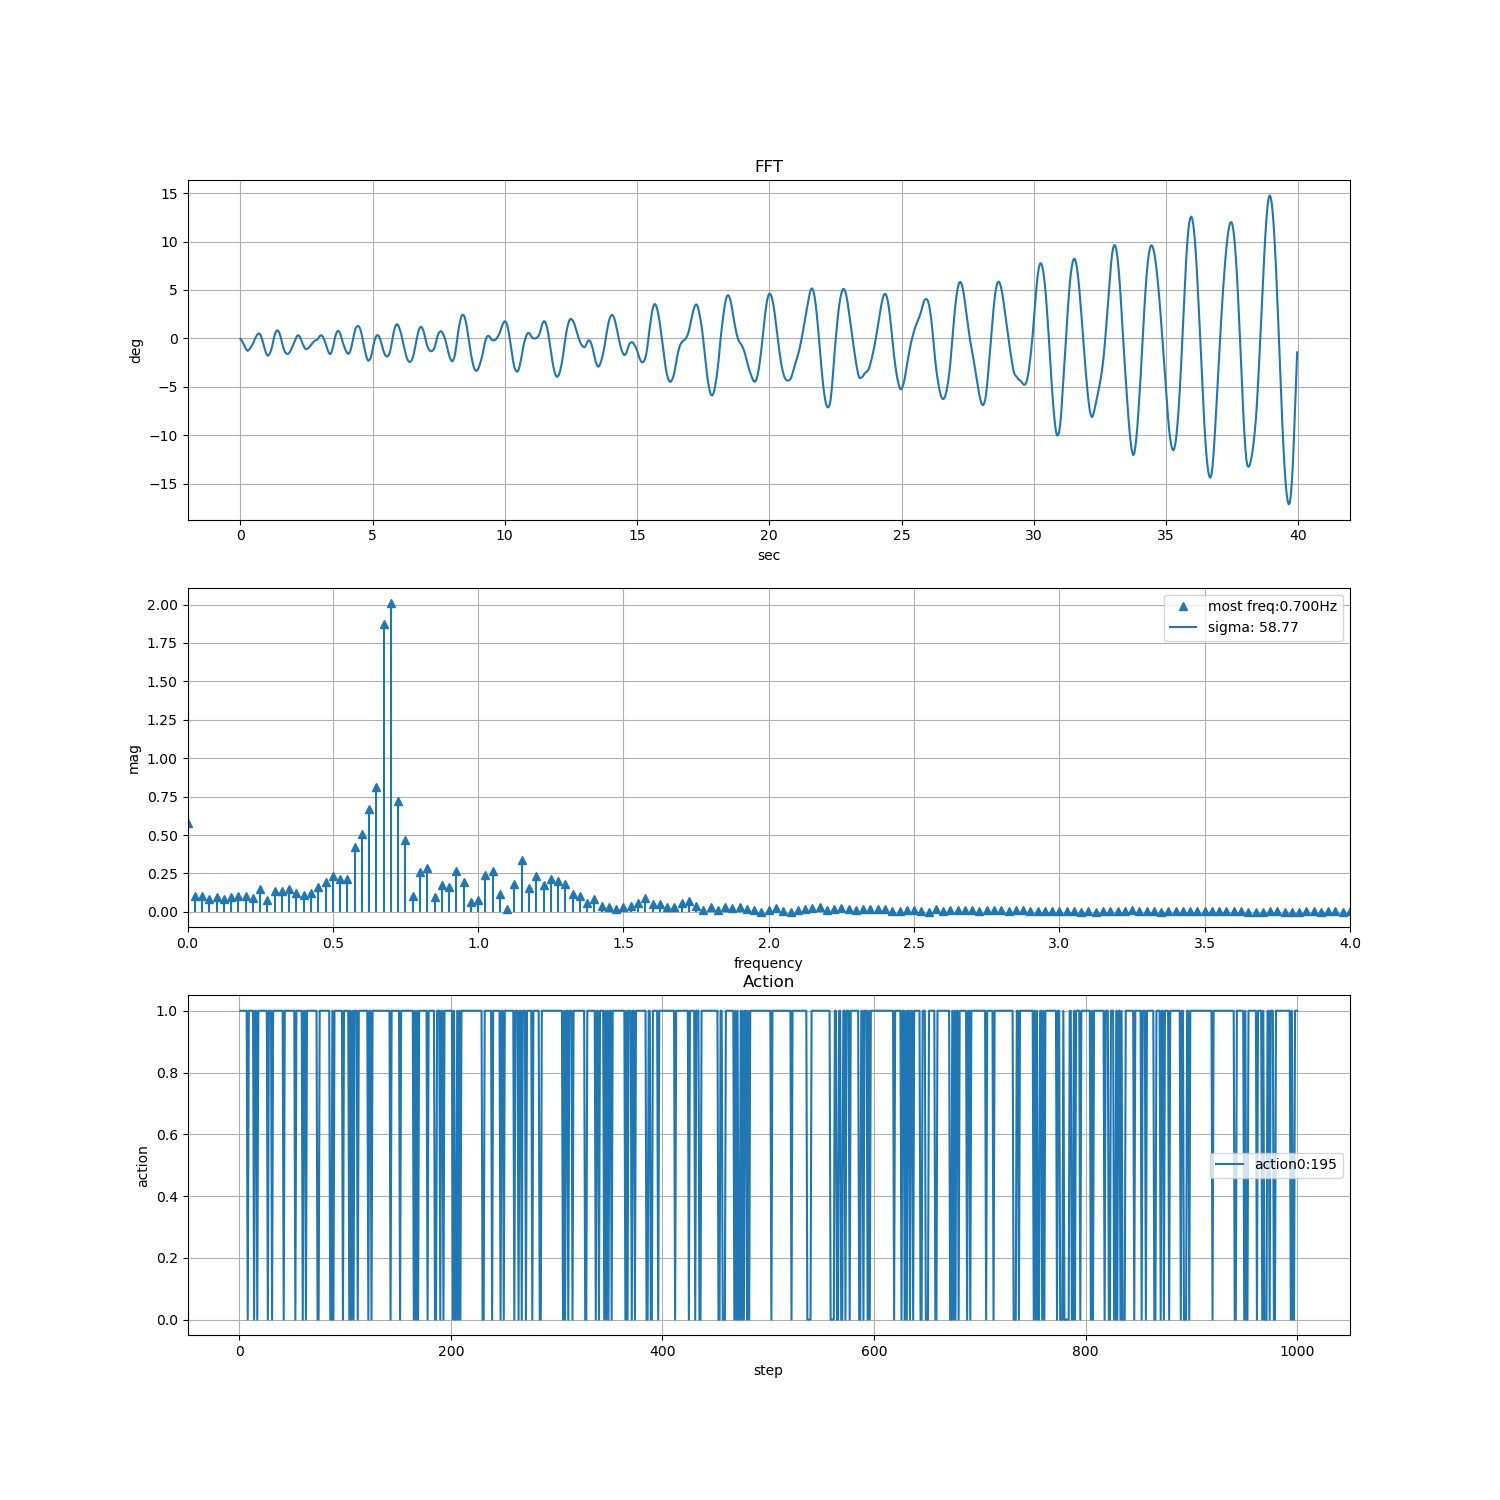 FFT
15
10
5
0
−5
−10
−15
deg
0 5 10 15 20 25 30 35 40
sec
2.00
1.75
1.50
1.25
1.00
0.75
0.50
0.25
0.00
mag
most freq:0.700Hz
sigma: 58.77
0.0 0.5 1.0 1.5 2.0 2.5 3.0 3.5 4.0
frequency
Action
1.0
0.8
0.6
0.4
0.2
0.0
action
action0:195
0 200 400 600 800 1000
step